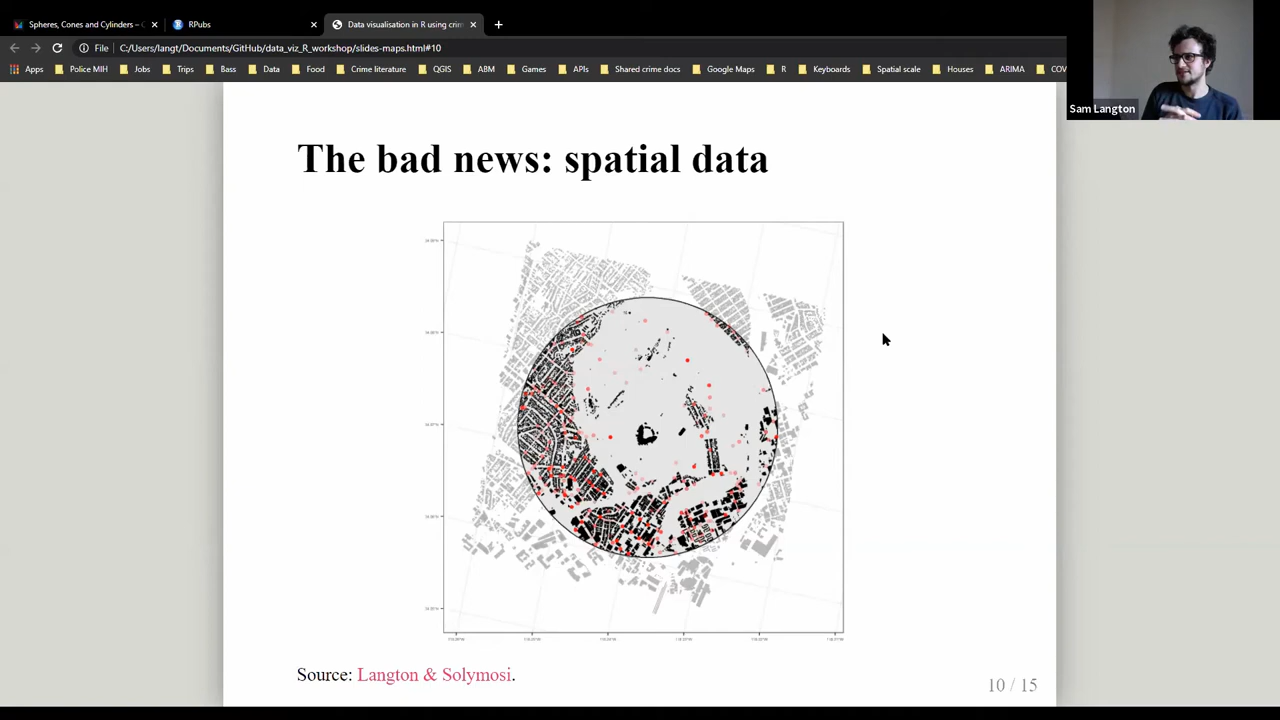 Spheres, Cones and Cylinders –
RPubs
Data visualisation in R using crim
File
C:/Users/langt/Documents/GitHub/data_viz_R_workshop/slides-maps.html#10
Apps
Police MIH
Jobs
Trips
Bass
Data
Food
Crime literature
QGIS
ABM
Games
APIs
Shared crime docs
Google Maps
R
Keyboards
Spatial scale
Houses
ARIMA
COV
Sam Langton
The bad news: spatial data
Source: Langton & Solymosi.
10 / 15